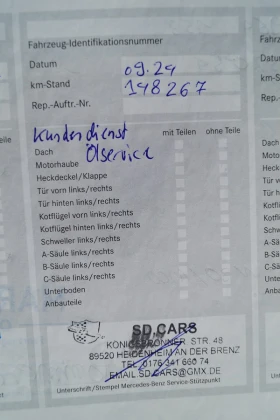 Fahrzeug-Identifikationsnummer
Datum 09.24
km-Stand 148267
Rep.-Auftr.-Nr.
Kundendienst mit Teilen ohne Teile
Dach Ölservice
Motorhaube
Heckdeckel/Klappe
Tür vorn links/rechts
Tür hinten links/rechts
Kotflügel vorn links/rechts
Kotflügel hinten links/rechts
Schweller links/rechts
A-Säule links/rechts
B-Säule links/rechts
C-Säule links/rechts
Unterboden
Anbauteile
SD.CARS
KÖNIGSBRONNER STR. 48
89520 HEIDENHEIM AN DER BRENZ
TEL.:0176 341 660 74
EMAIL:SD.CARS@GMX.DE
Unterschrift/Stempel Mercedes-Benz Service-Stützpunkt